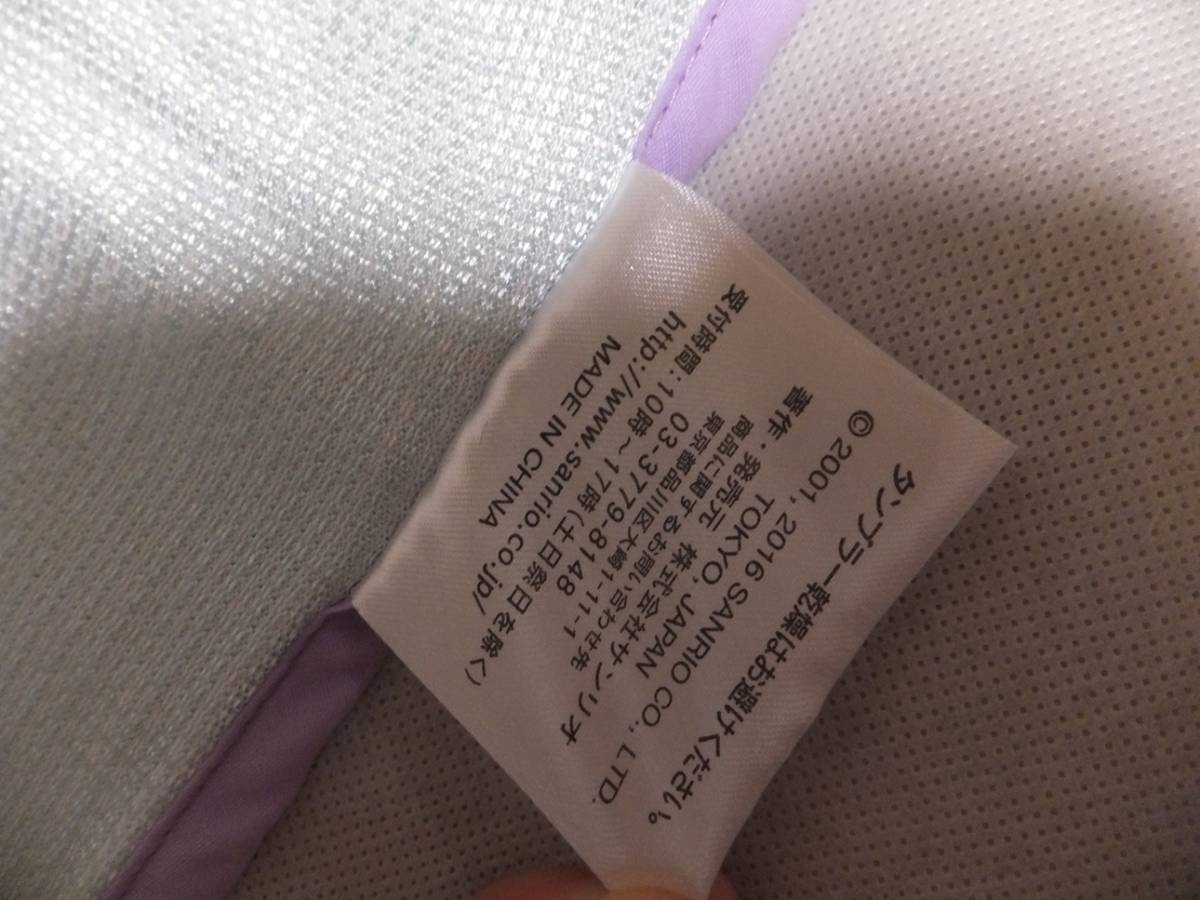 タンブラー乾燥はお避けください。
© 2001, 2016 SANRIO CO., LTD.
TOKYO, JAPAN
著作・発売元 株式会社サンリオ
商品に関するお問い合わせ先
東京都品川区大崎1-11-1
03-3779-8148
受付時間:10時~17時(土日祭日を除く)
http://www.sanrio.co.jp/
MADE IN CHINA